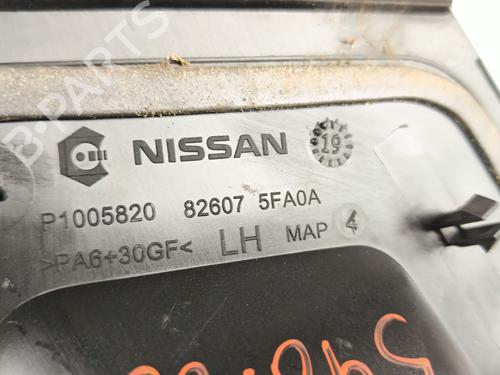 NISSAN
19
P1005820 82607 5FA0A
>PA6+30GF< LH MAP 4
B-PARTS